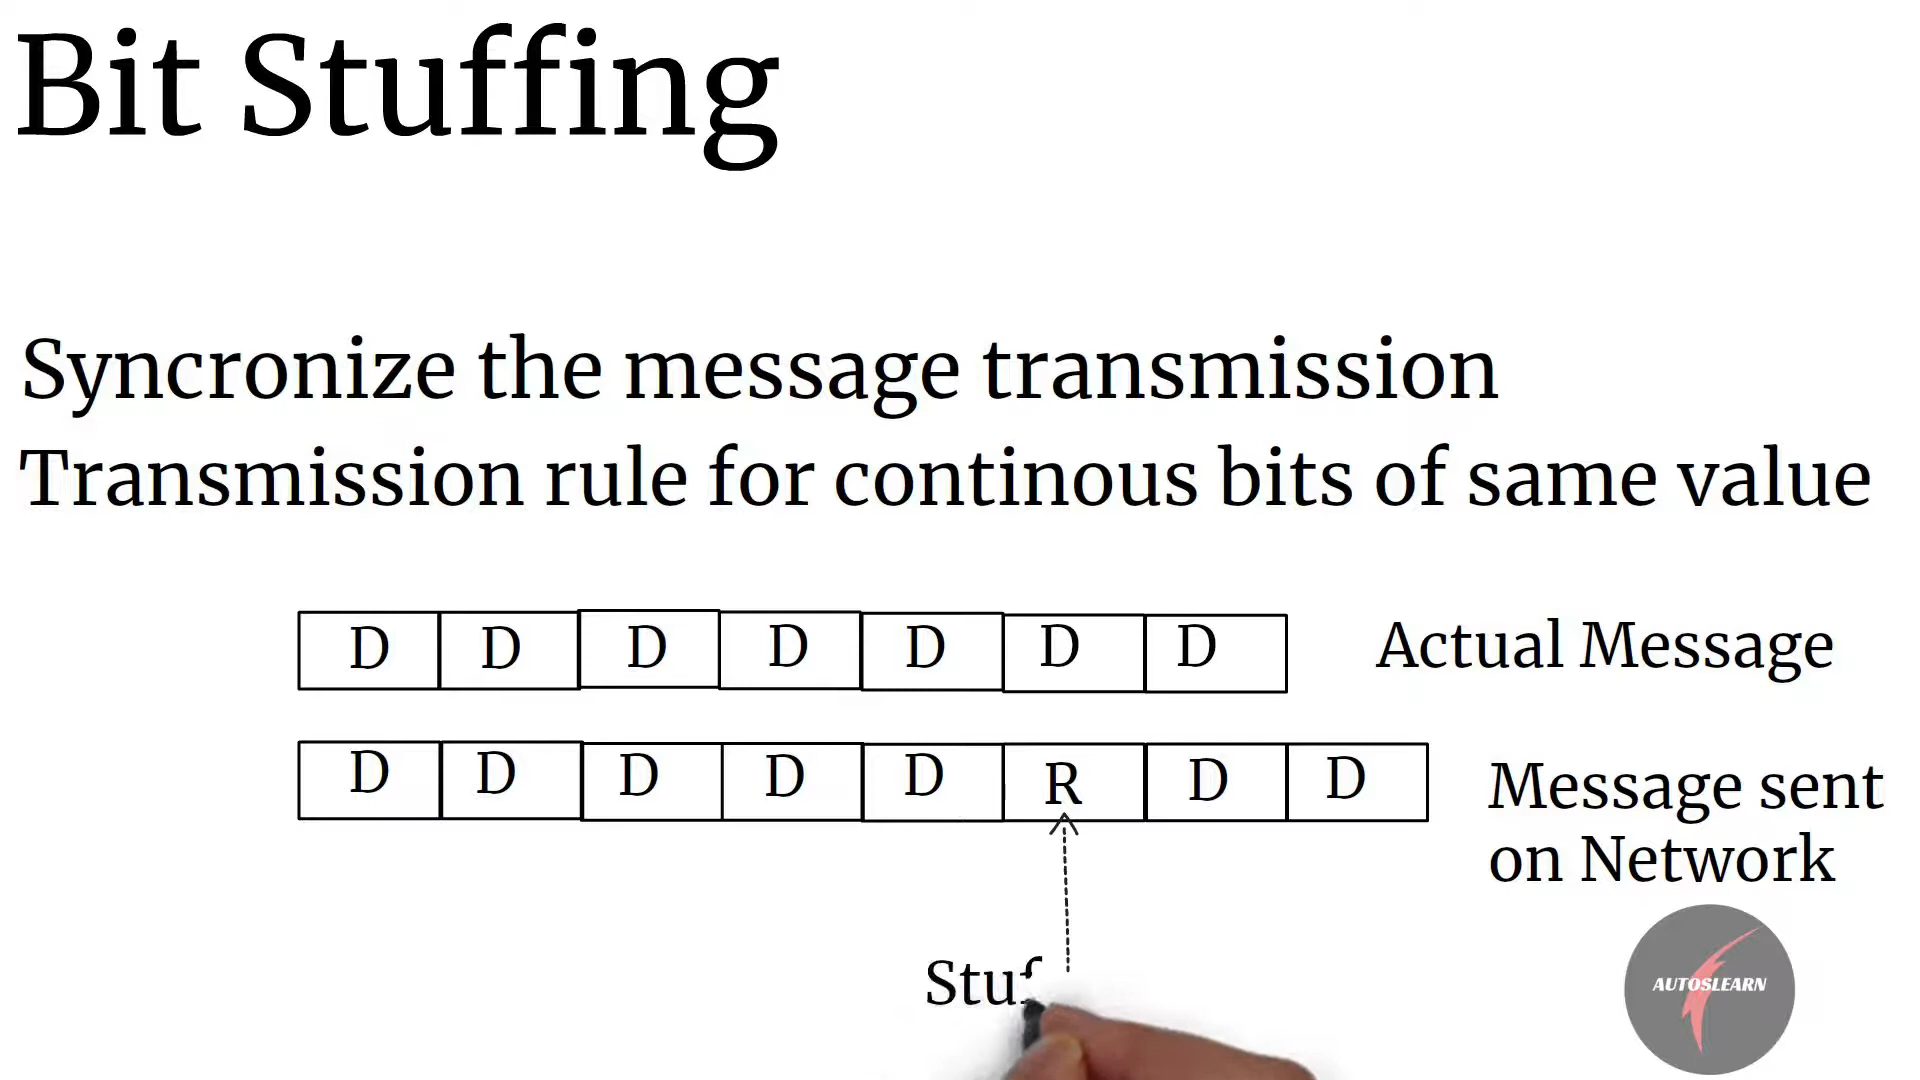 Bit Stuffing
Syncronize the message transmission
Transmission rule for continous bits of same value
D D D D D D D Actual Message
D D D D D R D D Message sent
on Network
Stuf
AUTOSLEARN